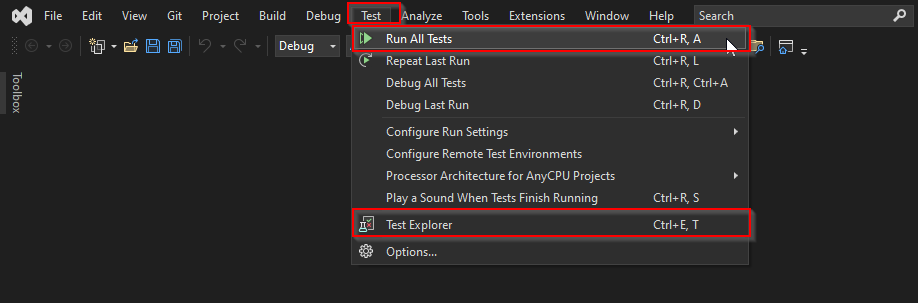 File Edit View Git Project Build Debug Test Analyze Tools Extensions Window Help Search
Debug
Toolbox
Run All Tests Ctrl+R, A
Repeat Last Run Ctrl+R, L
Debug All Tests Ctrl+R, Ctrl+A
Debug Last Run Ctrl+R, D
Configure Run Settings
Configure Remote Test Environments
Processor Architecture for AnyCPU Projects
Play a Sound When Tests Finish Running Ctrl+R, S
Test Explorer Ctrl+E, T
Options...